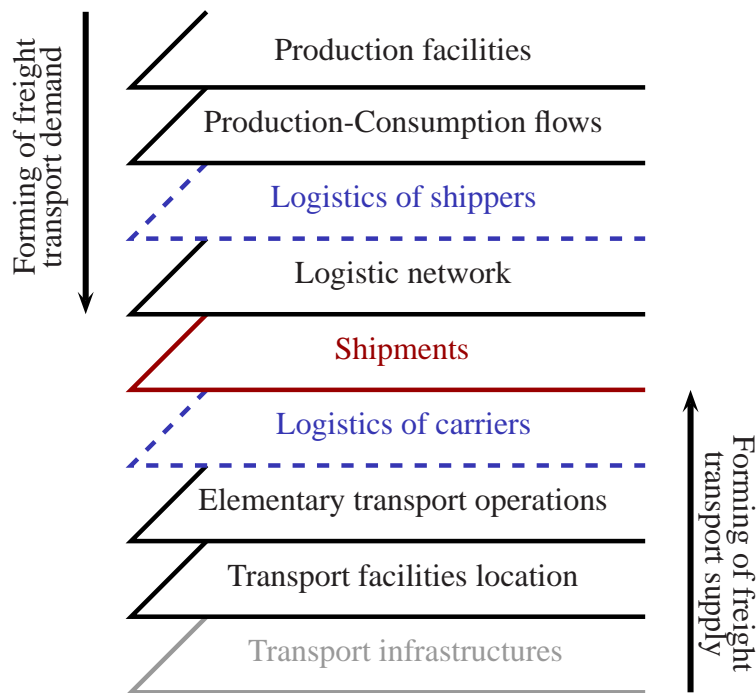 Forming of freight
transport demand
Production facilities
Production-Consumption flows
Logistics of shippers
Logistic network
Shipments
Logistics of carriers
Elementary transport operations
Transport facilities location
Transport infrastructures
Forming of freight
transport supply